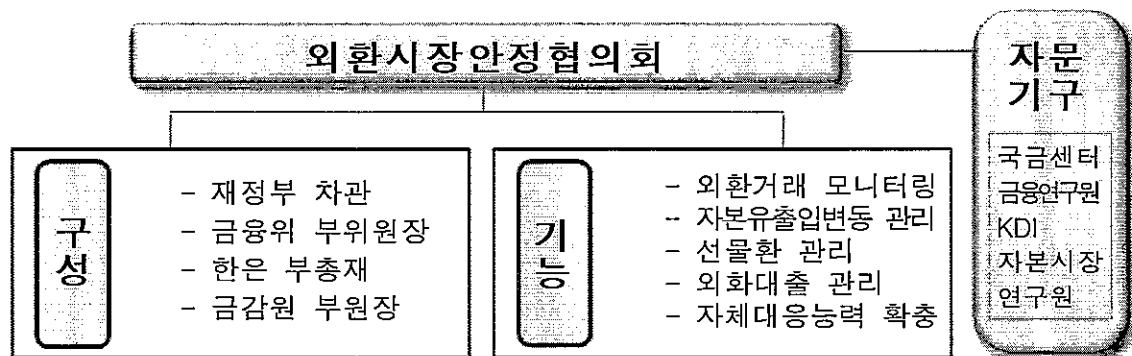 외환시장안정협의회
자문
기구
국금센터
금융연구원
KDI
자본시장
연구원
구성
- 재정부 차관
- 금융위 부위원장
- 한은 부총재
- 금감원 부원장
기능
- 외환거래 모니터링
- 자본유출입변동 관리
- 선물환 관리
- 외화대출 관리
- 자체대응능력 확충